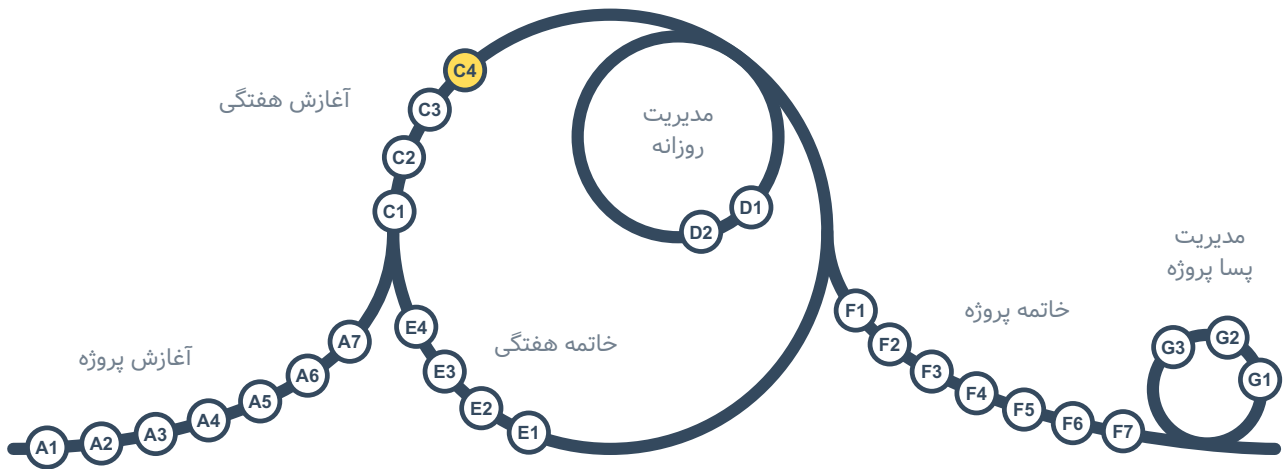 آغازش پروژه
A1
A2
A3
A4
A5
A6
A7
آغازش هفتگی
C1
C2
C3
C4
مدیریت
روزانه
D1
D2
خاتمه هفتگی
E1
E2
E3
E4
خاتمه پروژه
F1
F2
F3
F4
F5
F6
F7
مدیریت
پسا پروژه
G1
G2
G3